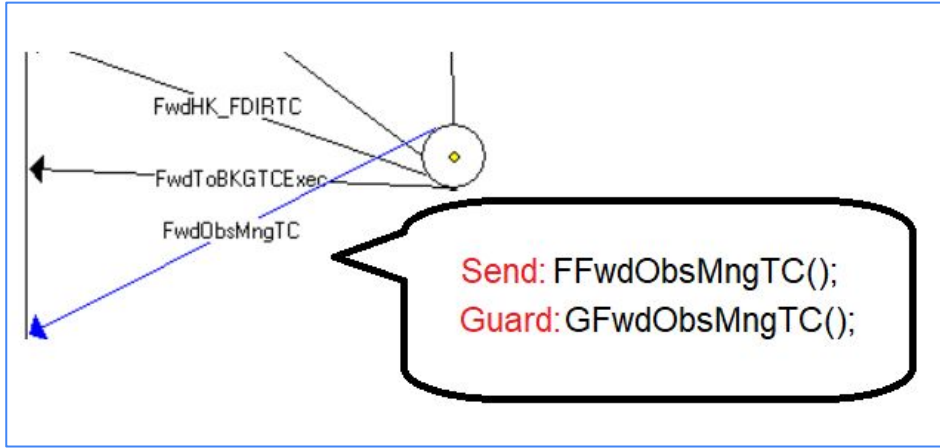 FwdHK_FDIRTC
FwdToBKGTCExec
FwdObsMngTC
Send: FFwdObsMngTC();
Guard: GFwdObsMngTC();